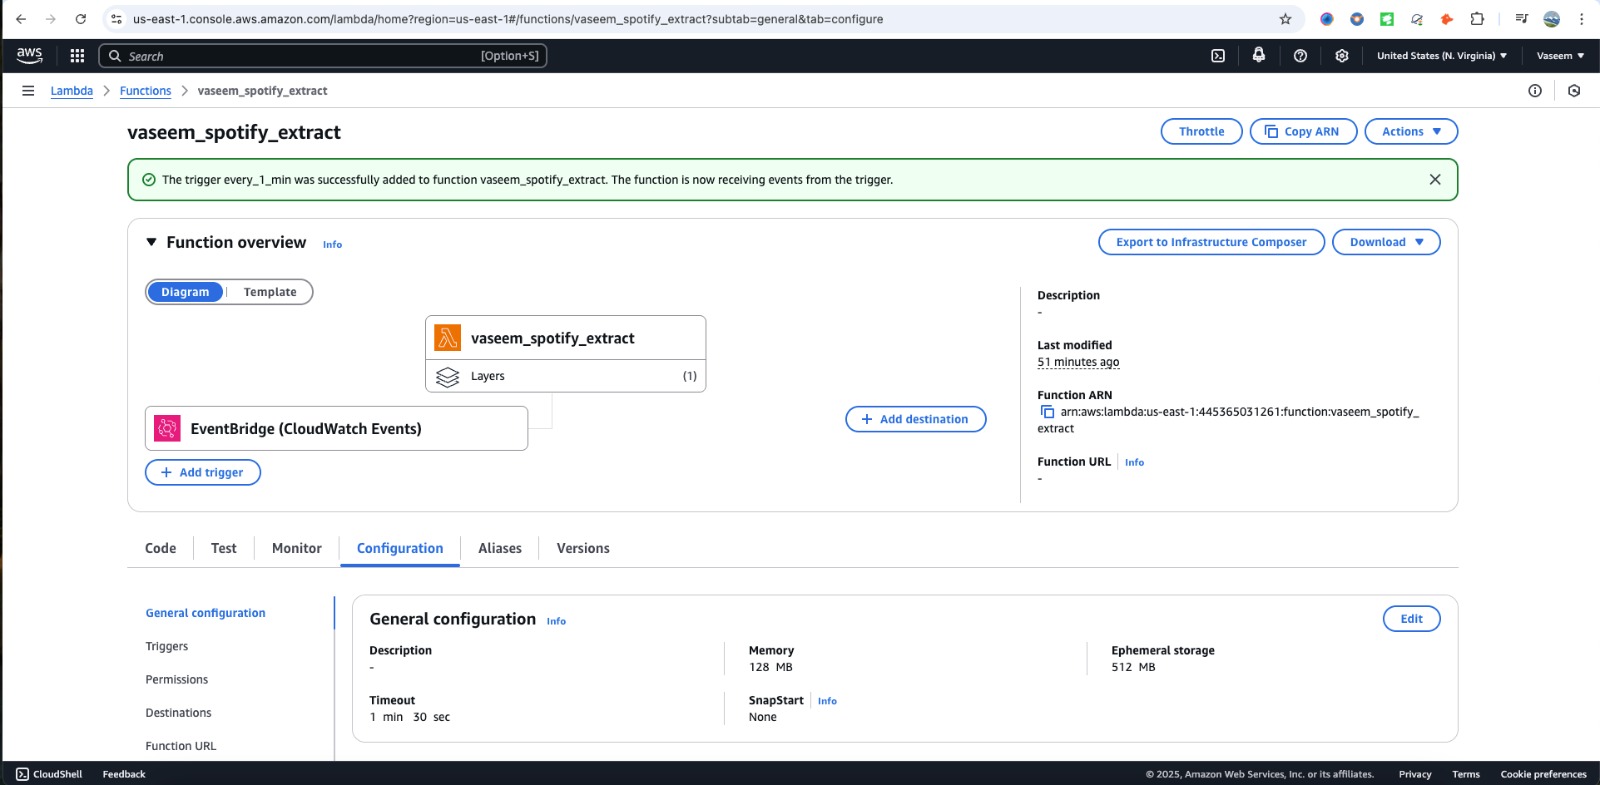 us-east-1.console.aws.amazon.com/lambda/home?region=us-east-1#/functions/vaseem_spotify_extract?subtab=general&tab=configure
aws
Search [Option+S]
United States (N. Virginia)
Vaseem
Lambda
Functions
vaseem_spotify_extract
vaseem_spotify_extract
Throttle
Copy ARN
Actions
The trigger every_1_min was successfully added to function vaseem_spotify_extract. The function is now receiving events from the trigger.
Function overview Info
Export to Infrastructure Composer
Download
Diagram
Template
vaseem_spotify_extract
Layers (1)
EventBridge (CloudWatch Events)
+ Add trigger
+ Add destination
Description
-
Last modified
51 minutes ago
Function ARN
arn:aws:lambda:us-east-1:445365031261:function:vaseem_spotify_
extract
Function URL Info
-
Code
Test
Monitor
Configuration
Aliases
Versions
General configuration
Triggers
Permissions
Destinations
Function URL
General configuration Info
Edit
Description
-
Memory
128 MB
Ephemeral storage
512 MB
Timeout
1 min 30 sec
SnapStart Info
None
CloudShell
Feedback
© 2025, Amazon Web Services, Inc. or its affiliates.
Privacy
Terms
Cookie preferences